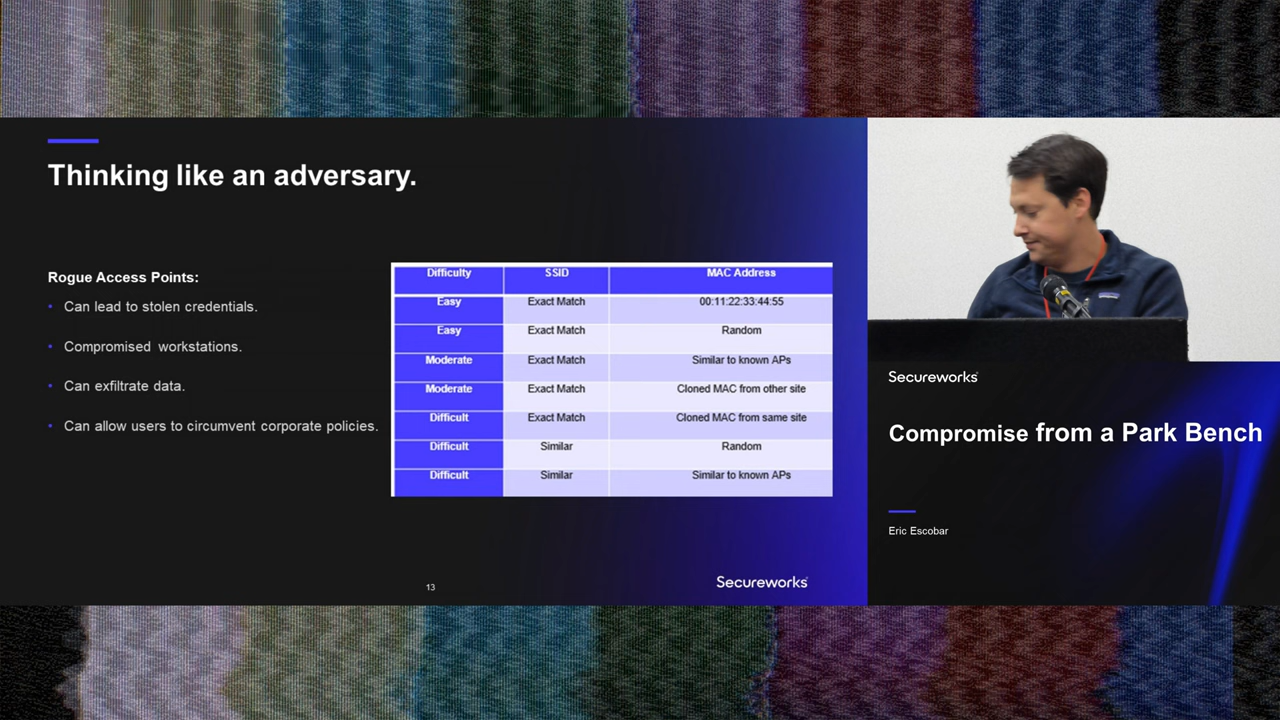 Thinking like an adversary.
Rogue Access Points:
• Can lead to stolen credentials.
• Compromised workstations.
• Can exfiltrate data.
• Can allow users to circumvent corporate policies.
Difficulty SSID MAC Address
Easy Exact Match 00:11:22:33:44:55
Easy Exact Match Random
Moderate Exact Match Similar to known APs
Moderate Exact Match Cloned MAC from other site
Difficult Exact Match Cloned MAC from same site
Difficult Similar Random
Difficult Similar Similar to known APs
13
Secureworks
Secureworks
Compromise from a Park Bench
Eric Escobar